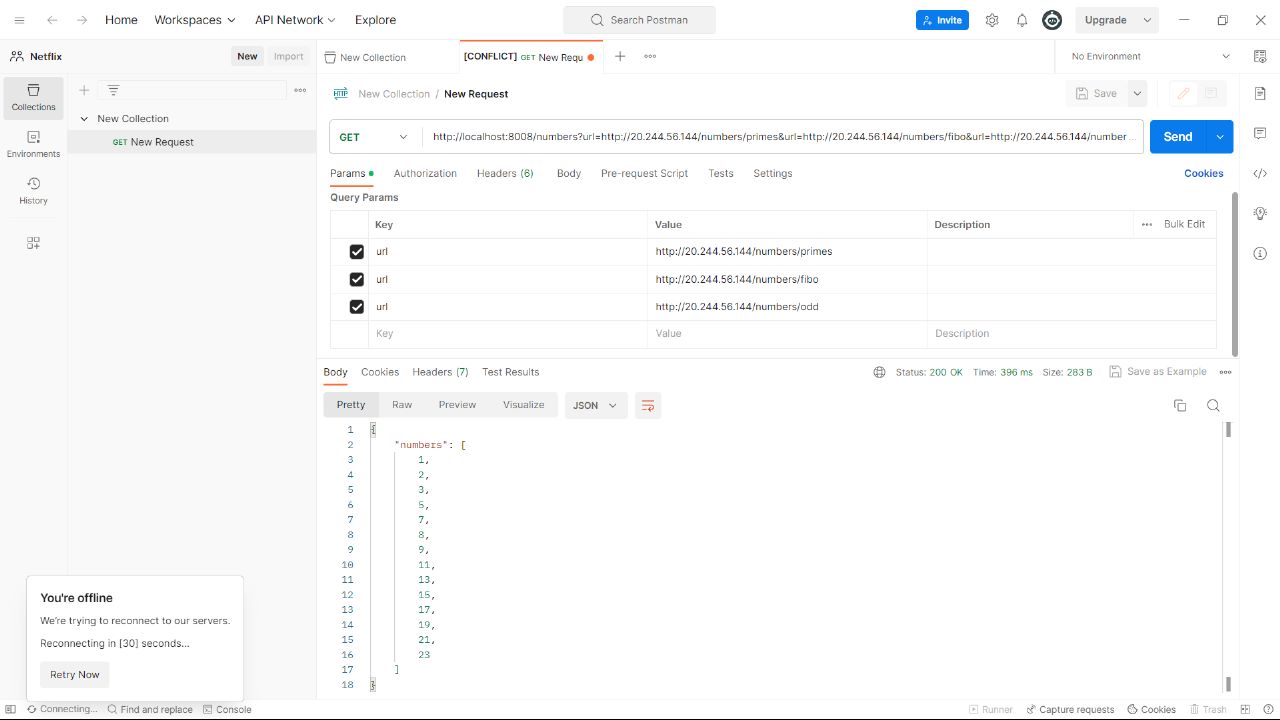 Home Workspaces API Network Explore Search Postman Invite Upgrade
Netflix New Import New Collection [CONFLICT] GET New Requ No Environment
Collections
Environments
History
New Collection
GET New Request
New Collection / New Request Save
GET http://localhost:8008/numbers?url=http://20.244.56.144/numbers/primes&url=http://20.244.56.144/numbers/fibo&url=http://20.244.56.144/number ... Send
Params Authorization Headers (6) Body Pre-request Script Tests Settings Cookies
Query Params
Key Value Description Bulk Edit
url http://20.244.56.144/numbers/primes
url http://20.244.56.144/numbers/fibo
url http://20.244.56.144/numbers/odd
Key Value Description
Body Cookies Headers (7) Test Results Status: 200 OK Time: 396 ms Size: 283 B Save as Example
Pretty Raw Preview Visualize JSON
1 {
2 "numbers": [
3 1,
4 2,
5 3,
6 5,
7 7,
8 8,
9 9,
10 11,
11 13,
12 15,
13 17,
14 19,
15 21,
16 23
17 ]
18 }
You're offline
We're trying to reconnect to our servers.
Reconnecting in [30] seconds...
Retry Now
Connecting... Find and replace Console Runner Capture requests Cookies Trash